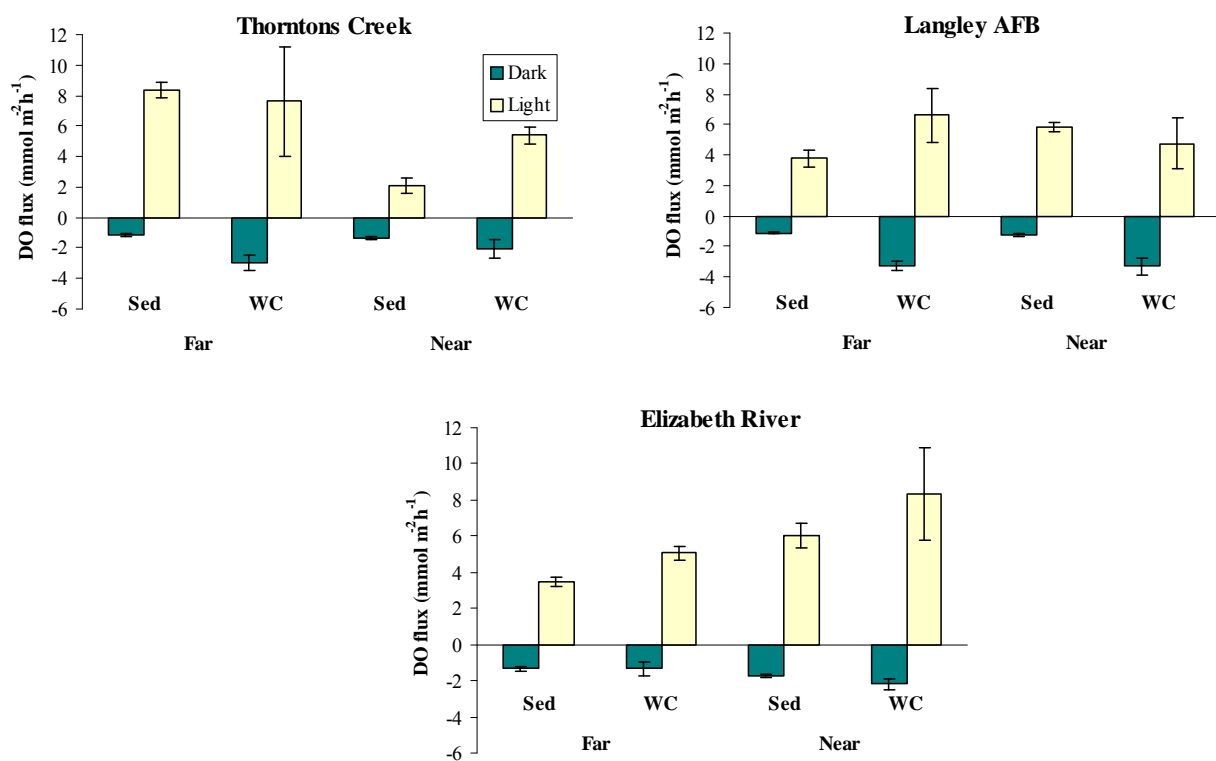 Thorntons Creek
DO flux (mmol m-2h-1)
12
10
8
6
4
2
0
-2
-4
-6
Dark
Light
Sed
WC
Sed
WC
Far
Near
Langley AFB
DO flux (mmol m-2h-1)
12
10
8
6
4
2
0
-2
-4
-6
Sed
WC
Sed
WC
Far
Near
Elizabeth River
DO flux (mmol m-2h-1)
12
10
8
6
4
2
0
-2
-4
-6
Sed
WC
Sed
WC
Far
Near